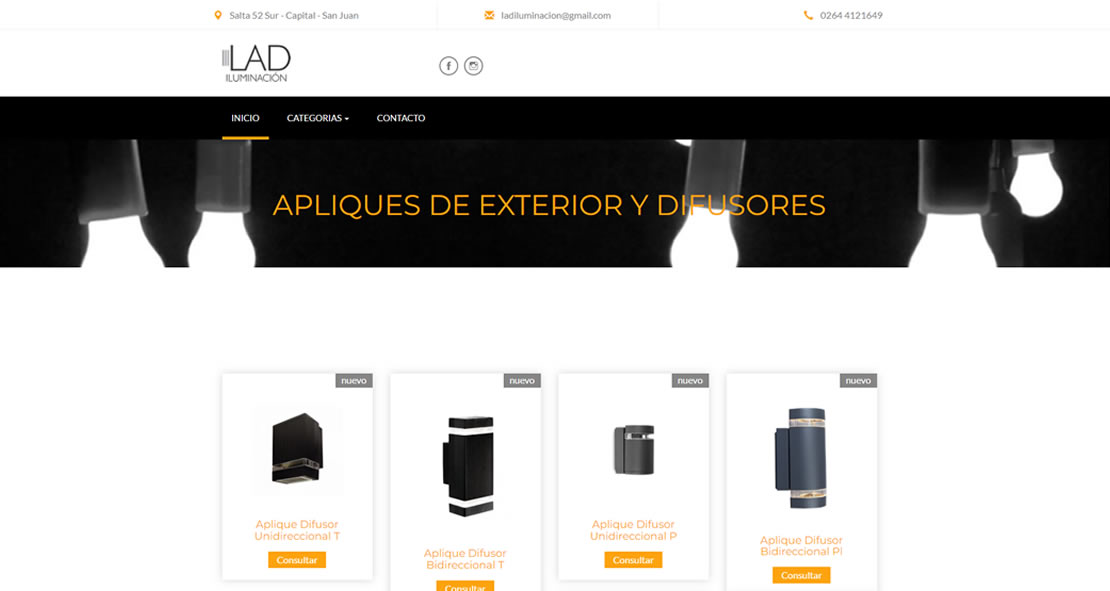 Salta 52 Sur - Capital - San Juan
ladiluminacion@gmail.com
0264 4121649
LAD
ILUMINACIÓN
INICIO
CATEGORIAS
CONTACTO
APLIQUES DE EXTERIOR Y DIFUSORES
nuevo
Aplique Difusor
Unidireccional T
Consultar
nuevo
Aplique Difusor
Bidireccional T
Consultar
nuevo
Aplique Difusor
Unidireccional P
Consultar
nuevo
Aplique Difusor
Bidireccional Pl
Consultar